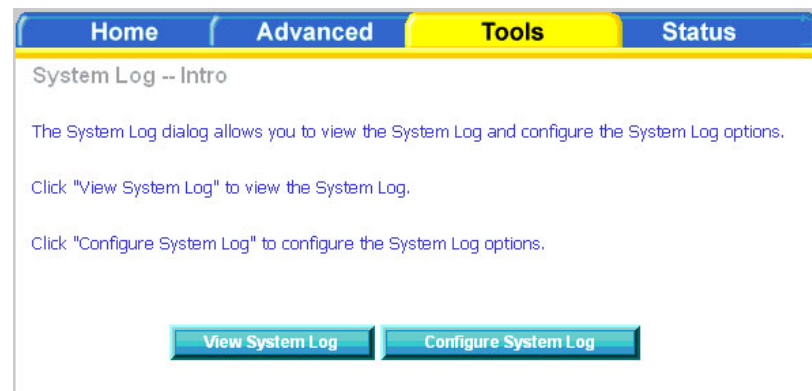 Home Advanced Tools Status
System Log -- Intro
The System Log dialog allows you to view the System Log and configure the System Log options.
Click "View System Log" to view the System Log.
Click "Configure System Log" to configure the System Log options.
View System Log Configure System Log